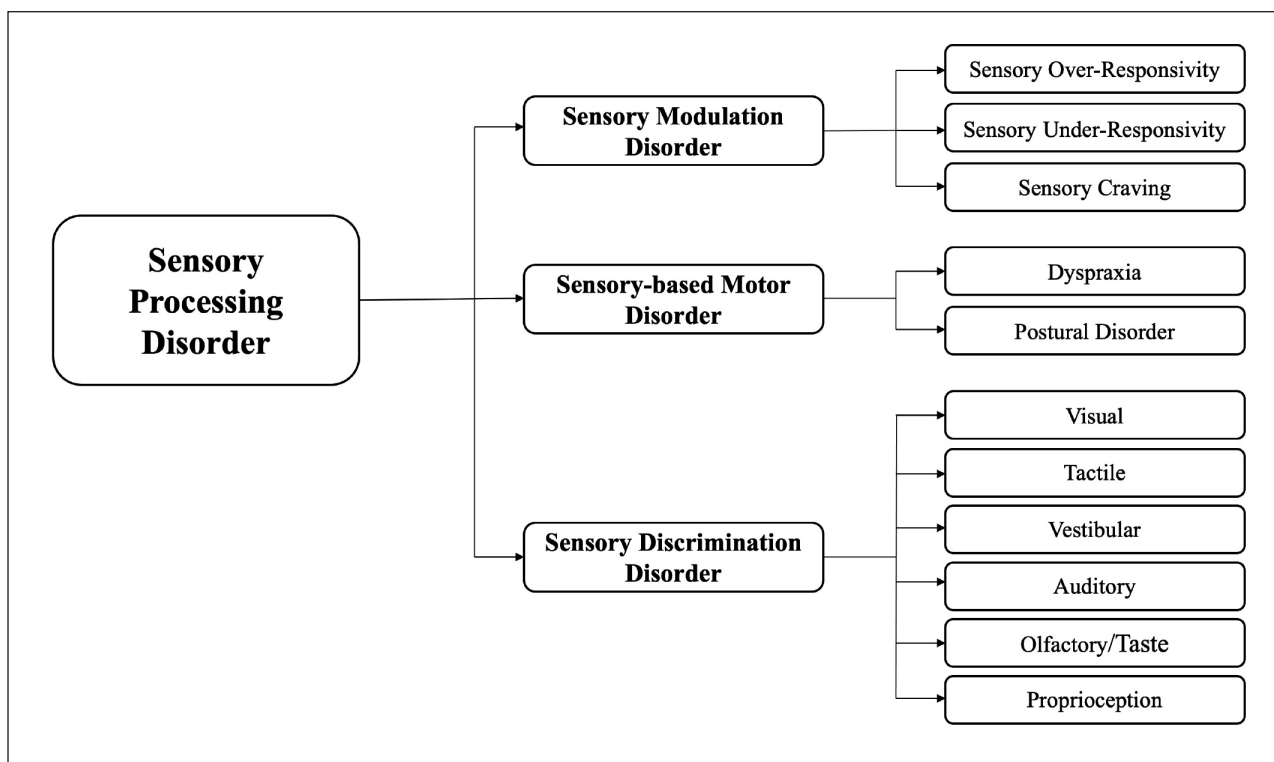 Sensory
Processing
Disorder
Sensory Modulation
Disorder
Sensory Over-Responsivity
Sensory Under-Responsivity
Sensory Craving
Sensory-based Motor
Disorder
Dyspraxia
Postural Disorder
Sensory Discrimination
Disorder
Visual
Tactile
Vestibular
Auditory
Olfactory/Taste
Proprioception